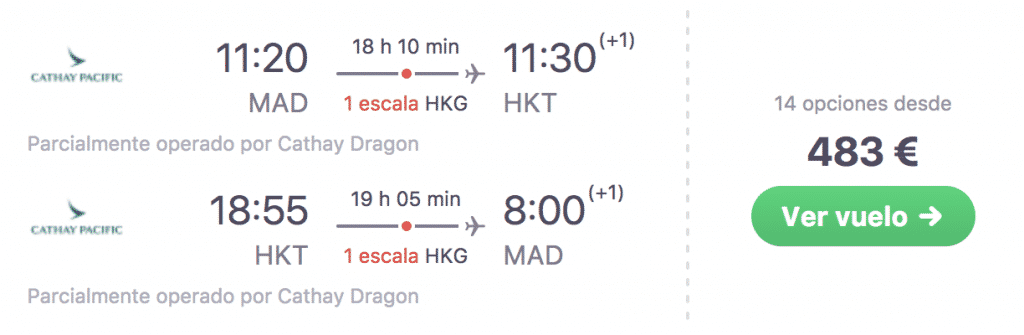 CATHAY PACIFIC
11:20
MAD
18 h 10 min
1 escala HKG
11:30(+1)
HKT
Parcialmente operado por Cathay Dragon
CATHAY PACIFIC
18:55
HKT
19 h 05 min
1 escala HKG
8:00(+1)
MAD
Parcialmente operado por Cathay Dragon
14 opciones desde
483 €
Ver vuelo →